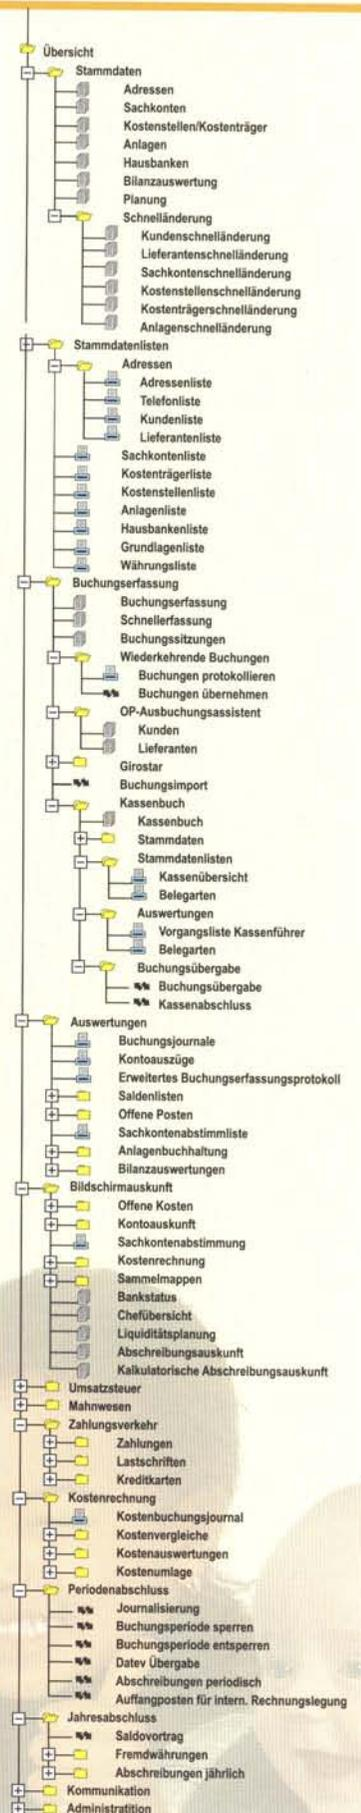 Übersicht
Stammdaten
Adressen
Sachkonten
Kostenstellen/Kostenträger
Anlagen
Hausbanken
Bilanzauswertung
Planung
Schnelländerung
Kundenschnelländerung
Lieferantenschnelländerung
Sachkontenschnelländerung
Kostenstellenschnelländerung
Kostenträgerschnelländerung
Anlagenschnelländerung
Stammdatenlisten
Adressen
Adressenliste
Telefonliste
Kundenliste
Lieferantenliste
Sachkontenliste
Kostenträgerliste
Kostenstellenliste
Anlagenliste
Hausbankenliste
Grundlagenliste
Währungsliste
Buchungserfassung
Buchungserfassung
Schnellerfassung
Buchungssitzungen
Wiederkehrende Buchungen
Buchungen protokollieren
Buchungen übernehmen
OP-Ausbuchungsassistent
Kunden
Lieferanten
Girostar
Buchungsimport
Kassenbuch
Kassenbuch
Stammdaten
Stammdatenlisten
Kassenübersicht
Belegarten
Auswertungen
Vorgangsliste Kassenführer
Belegarten
Buchungsübergabe
Buchungsübergabe
Kassenabschluss
Auswertungen
Buchungsjournale
Kontoauszüge
Erweitertes Buchungserfassungsprotokoll
Saldenlisten
Offene Posten
Sachkontenabstimmliste
Anlagenbuchhaltung
Bilanzauswertungen
Bildschirmauskunft
Offene Kosten
Kontoauskunft
Sachkontenabstimmung
Kostenrechnung
Sammelmappen
Bankstatus
Chefübersicht
Liquiditätsplanung
Abschreibungsauskunft
Kalkulatorische Abschreibungsauskunft
Umsatzsteuer
Mahnwesen
Zahlungsverkehr
Zahlungen
Lastschriften
Kreditkarten
Kostenrechnung
Kostenbuchungsjournal
Kostenvergleiche
Kostenauswertungen
Kostenumlage
Periodenabschluss
Journalisierung
Buchungsperiode sperren
Buchungsperiode entsperren
Datev Übergabe
Abschreibungen periodisch
Auffangposten für intern. Rechnungslegung
Jahresabschluss
Saldovortrag
Fremdwährungen
Abschreibungen jährlich
Kommunikation
Administratition